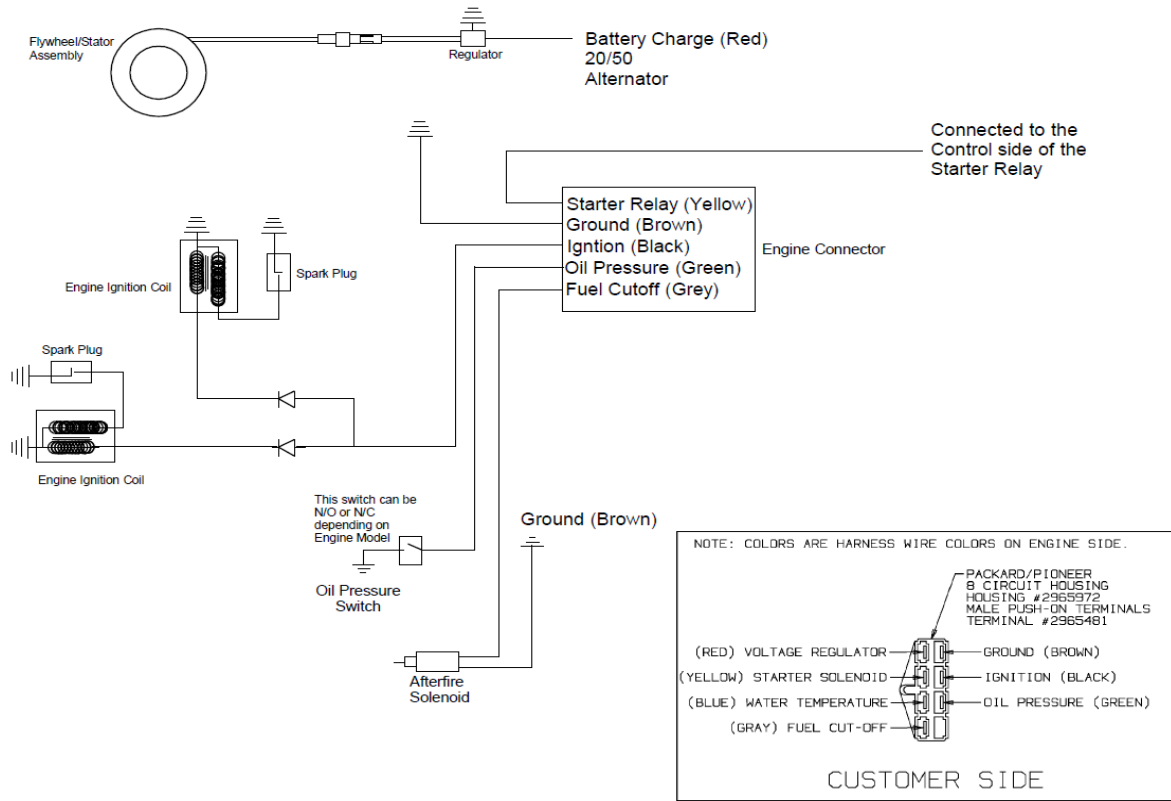 Flywheel/Stator
Assembly
Regulator
Battery Charge (Red)
20/50
Alternator
Connected to the
Control side of the
Starter Relay
Starter Relay (Yellow)
Ground (Brown)
Igntion (Black)
Oil Pressure (Green)
Fuel Cutoff (Grey)
Engine Connector
Engine Ignition Coil
Spark Plug
Spark Plug
Engine Ignition Coil
This switch can be
N/O or N/C
depending on
Engine Model
Oil Pressure
Switch
Ground (Brown)
Afterfire
Solenoid
NOTE: COLORS ARE HARNESS WIRE COLORS ON ENGINE SIDE.
PACKARD/PIONEER
8 CIRCUIT HOUSING
HOUSING #2965972
MALE PUSH-ON TERMINALS
TERMINAL #2965481
(RED) VOLTAGE REGULATOR
GROUND (BROWN)
(YELLOW) STARTER SOLENOID
IGNITION (BLACK)
(BLUE) WATER TEMPERATURE
OIL PRESSURE (GREEN)
(GRAY) FUEL CUT-OFF
CUSTOMER SIDE